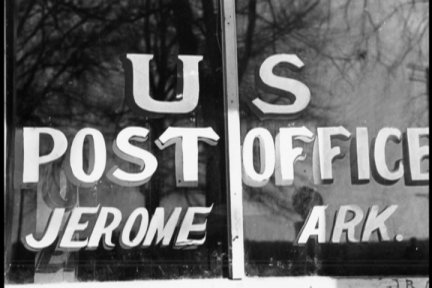 U S
POST OFFICE
JEROME ARK.
J.R.